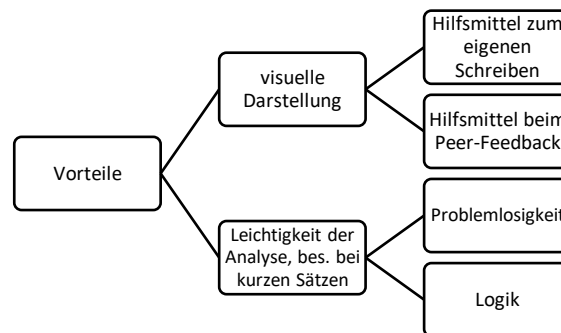 Vorteile
visuelle
Darstellung
Hilfsmittel zum
eigenen
Schreiben
Hilfsmittel beim
Peer-Feedback
Leichtigkeit der
Analyse, bes. bei
kurzen Sätzen
Problemlosigkeit
Logik